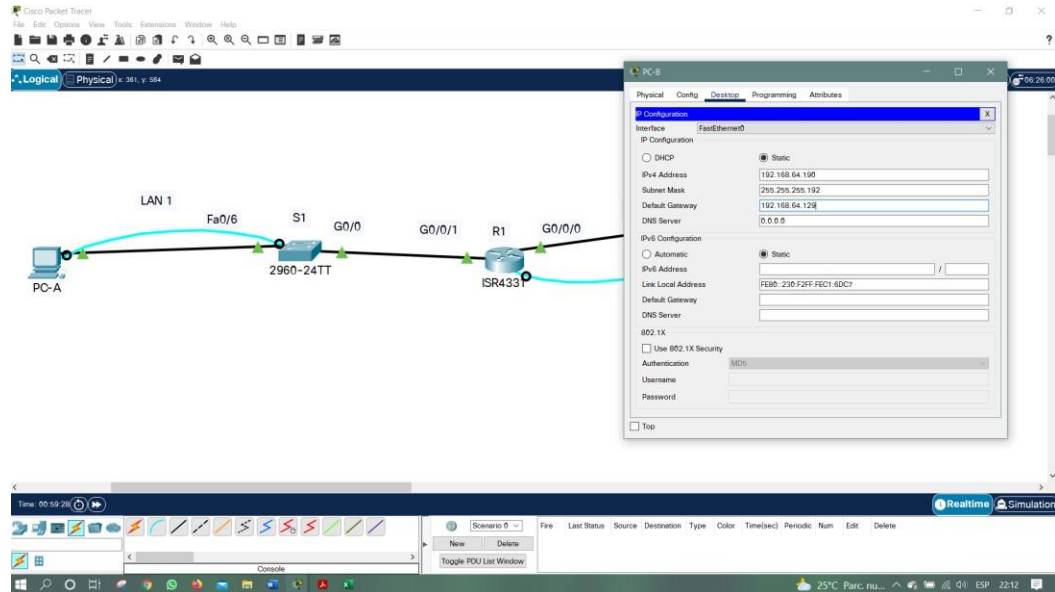 Cisco Packet Tracer
File Edit Options View Tools Extensions Window Help
?
Logical Physical x: 361, y: 564
06:26:00
PC-B
Physical Config Desktop Programming Attributes
IP Configuration X
Interface FastEthernet0
IP Configuration
DHCP Static
IPv4 Address 192.168.64.190
Subnet Mask 255.255.255.192
Default Gateway 192.168.64.129
DNS Server 0.0.0.0
IPv6 Configuration
Automatic Static
IPv6 Address /
Link Local Address FE80::230:F2FF:FEC1:6DC7
Default Gateway
DNS Server
802.1X
Use 802.1X Security
Authentication MD5
Username
Password
Top
LAN 1
Fa0/6 S1 G0/0 G0/0/1 R1 G0/0/0
2960-24TT
ISR4331
PC-A
Time: 00:59:28
Realtime Simulation
Scenario 0
Fire Last Status Source Destination Type Color Time(sec) Periodic Num Edit Delete
New Delete
Toggle PDU List Window
Console
25°C Parc. nu... ESP 22:12